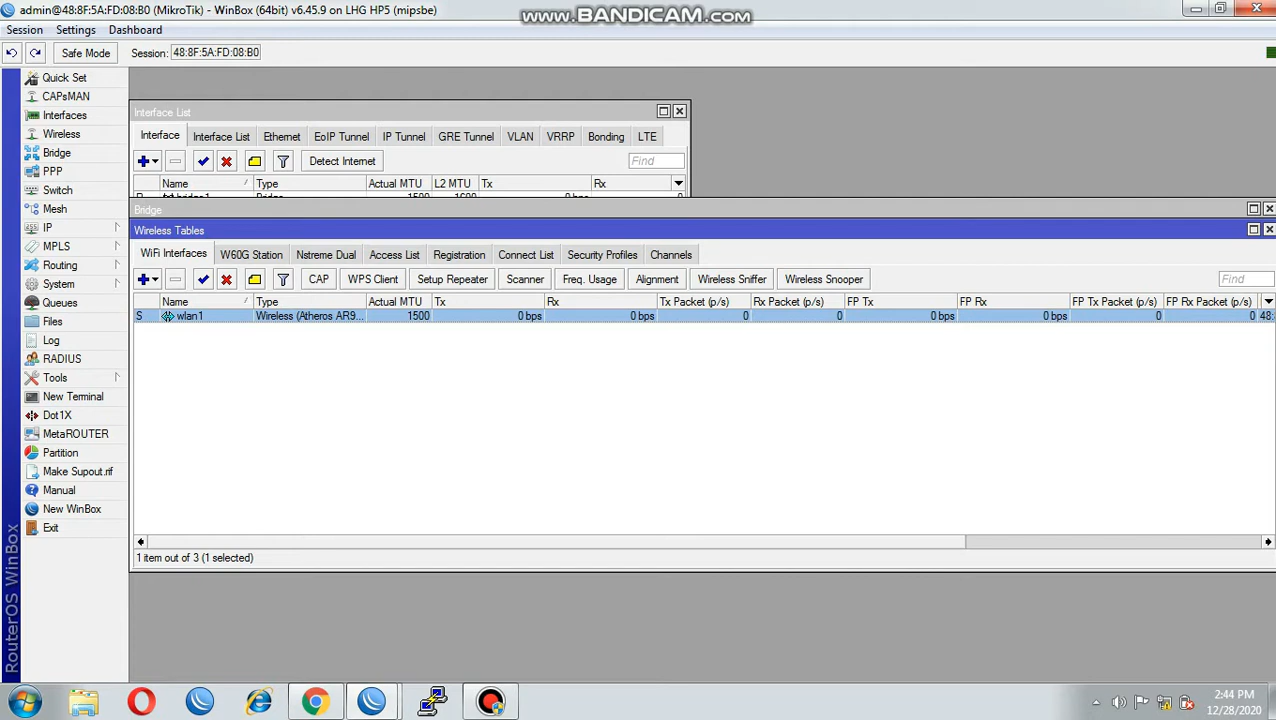 admin@48:8F:5A:FD:08:B0 (MikroTik) - WinBox (64bit) v6.45.9 on LHG HP5 (mipsbe)
www.BANDICAM.com
Session Settings Dashboard
Safe Mode Session: 48:8F:5A:FD:08:B0
Quick Set
CAPsMAN
Interfaces
Wireless
Bridge
PPP
Switch
Mesh
IP
MPLS
Routing
System
Queues
Files
Log
RADIUS
Tools
New Terminal
Dot1X
MetaROUTER
Partition
Make Supout.rif
Manual
New WinBox
Exit
RouterOS WinBox
Interface List
Interface Interface List Ethernet EoIP Tunnel IP Tunnel GRE Tunnel VLAN VRRP Bonding LTE
Detect Internet Find
Name Type Actual MTU L2 MTU Tx Rx
Bridge
Wireless Tables
WiFi Interfaces W60G Station Nstreme Dual Access List Registration Connect List Security Profiles Channels
CAP WPS Client Setup Repeater Scanner Freq. Usage Alignment Wireless Sniffer Wireless Snooper Find
Name Type Actual MTU Tx Rx Tx Packet (p/s) Rx Packet (p/s) FP Tx FP Rx FP Tx Packet (p/s) FP Rx Packet (p/s)
S wlan1 Wireless (Atheros AR9... 1500 0 bps 0 bps 0 0 0 bps 0 bps 0 0 48:
1 item out of 3 (1 selected)
2:44 PM
12/28/2020